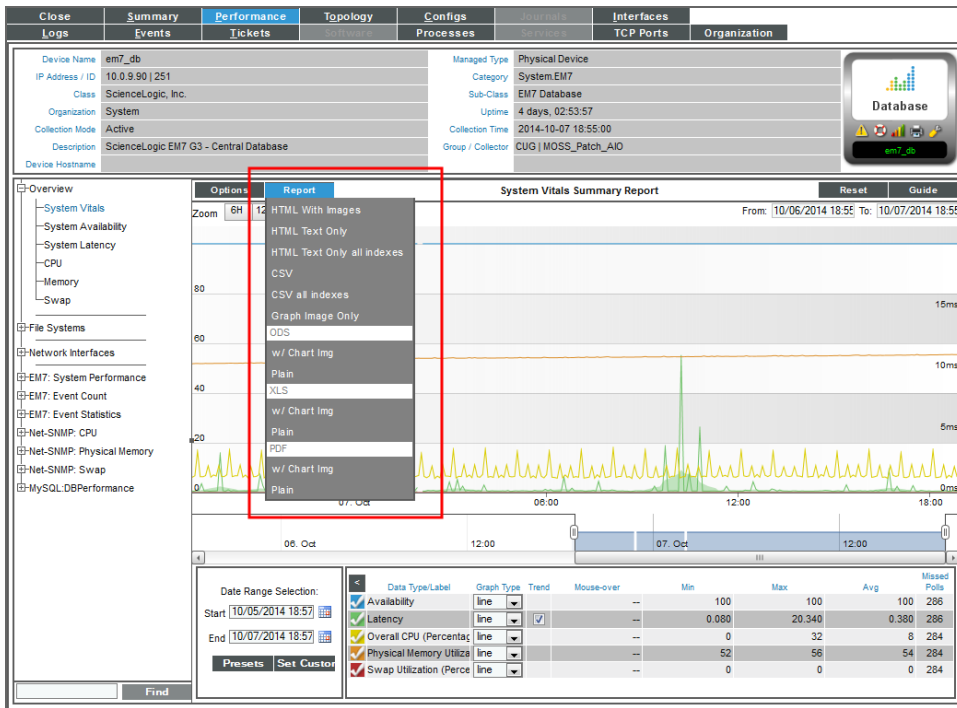 Close Summary Performance Topology Configs Journals Interfaces
Logs Events Tickets Software Processes Services TCP Ports Organization
Device Name em7_db Managed Type Physical Device
IP Address / ID 10.0.9.90 | 251 Category System.EM7
Class ScienceLogic, Inc. Sub-Class EM7 Database
Organization System Uptime 4 days, 02:53:57
Collection Mode Active Collection Time 2014-10-07 18:55:00
Description ScienceLogic EM7 G3 - Central Database Group / Collector CUG | MOSS_Patch_AIO
Device Hostname
Database
em7_db
Overview
System Vitals
System Availability
System Latency
CPU
Memory
Swap
File Systems
Network Interfaces
EM7: System Performance
EM7: Event Count
EM7: Event Statistics
Net-SNMP: CPU
Net-SNMP: Physical Memory
Net-SNMP: Swap
MySQL:DBPerformance
Find
Options Report System Vitals Summary Report Reset Guide
Zoom 6H 12 From: 10/06/2014 18:55 To: 10/07/2014 18:55
HTML With Images
HTML Text Only
HTML Text Only all indexes
CSV
CSV all indexes
Graph Image Only
ODS
w/ Chart Img
Plain
XLS
w/ Chart Img
Plain
PDF
w/ Chart Img
Plain
80
60
40
20
0
15ms
10ms
5ms
0ms
07. Oct 06:00 12:00 18:00
06. Oct 12:00 07. Oct 12:00
Date Range Selection:
Start 10/05/2014 18:57
End 10/07/2014 18:57
Presets Set Custor
< Data Type/Label Graph Type Trend Mouse-over Min Max Avg Missed Polls
Availability line -- 100 100 100 286
Latency line -- 0.080 20.340 0.380 286
Overall CPU (Percentag line -- 0 32 8 284
Physical Memory Utiliza line -- 52 56 54 284
Swap Utilization (Perce line -- 0 0 0 284